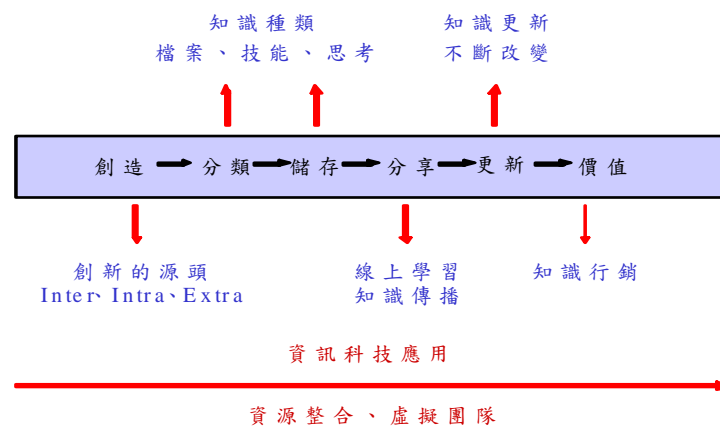 知識種類
檔案、技能、思考
知識更新
不斷改變
創造 分類 儲存 分享 更新 價值
創新的源頭
Inter、Intra、Extra
線上學習
知識傳播
知識行銷
資訊科技應用
資源整合、虛擬團隊